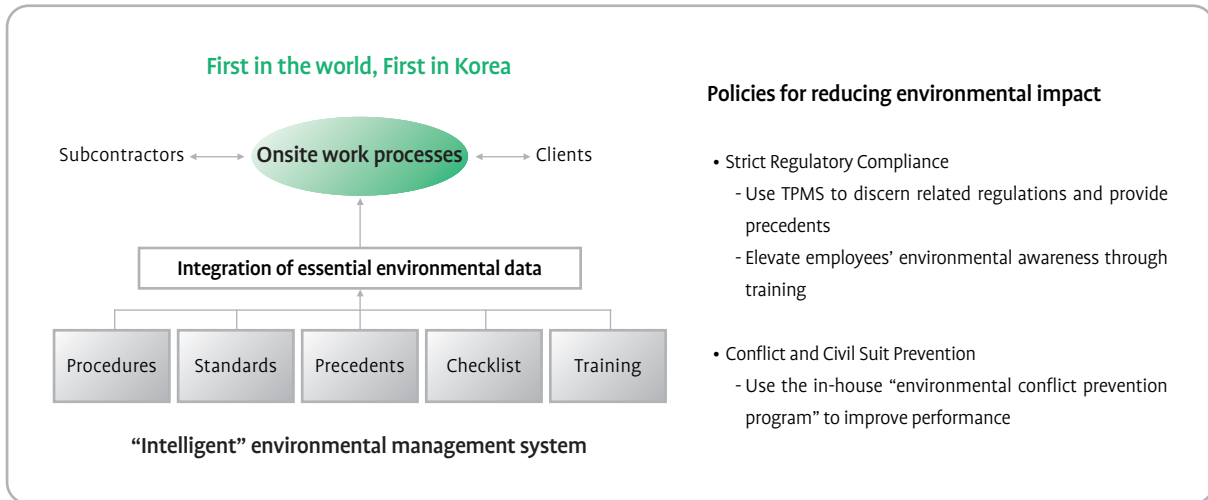 First in the world, First in Korea
Subcontractors
Onsite work processes
Clients
Integration of essential environmental data
Procedures
Standards
Precedents
Checklist
Training
“Intelligent” environmental management system
Policies for reducing environmental impact
• Strict Regulatory Compliance
- Use TPMS to discern related regulations and provide
precedents
- Elevate employees’ environmental awareness through
training
• Conflict and Civil Suit Prevention
- Use the in-house “environmental conflict prevention
program” to improve performance